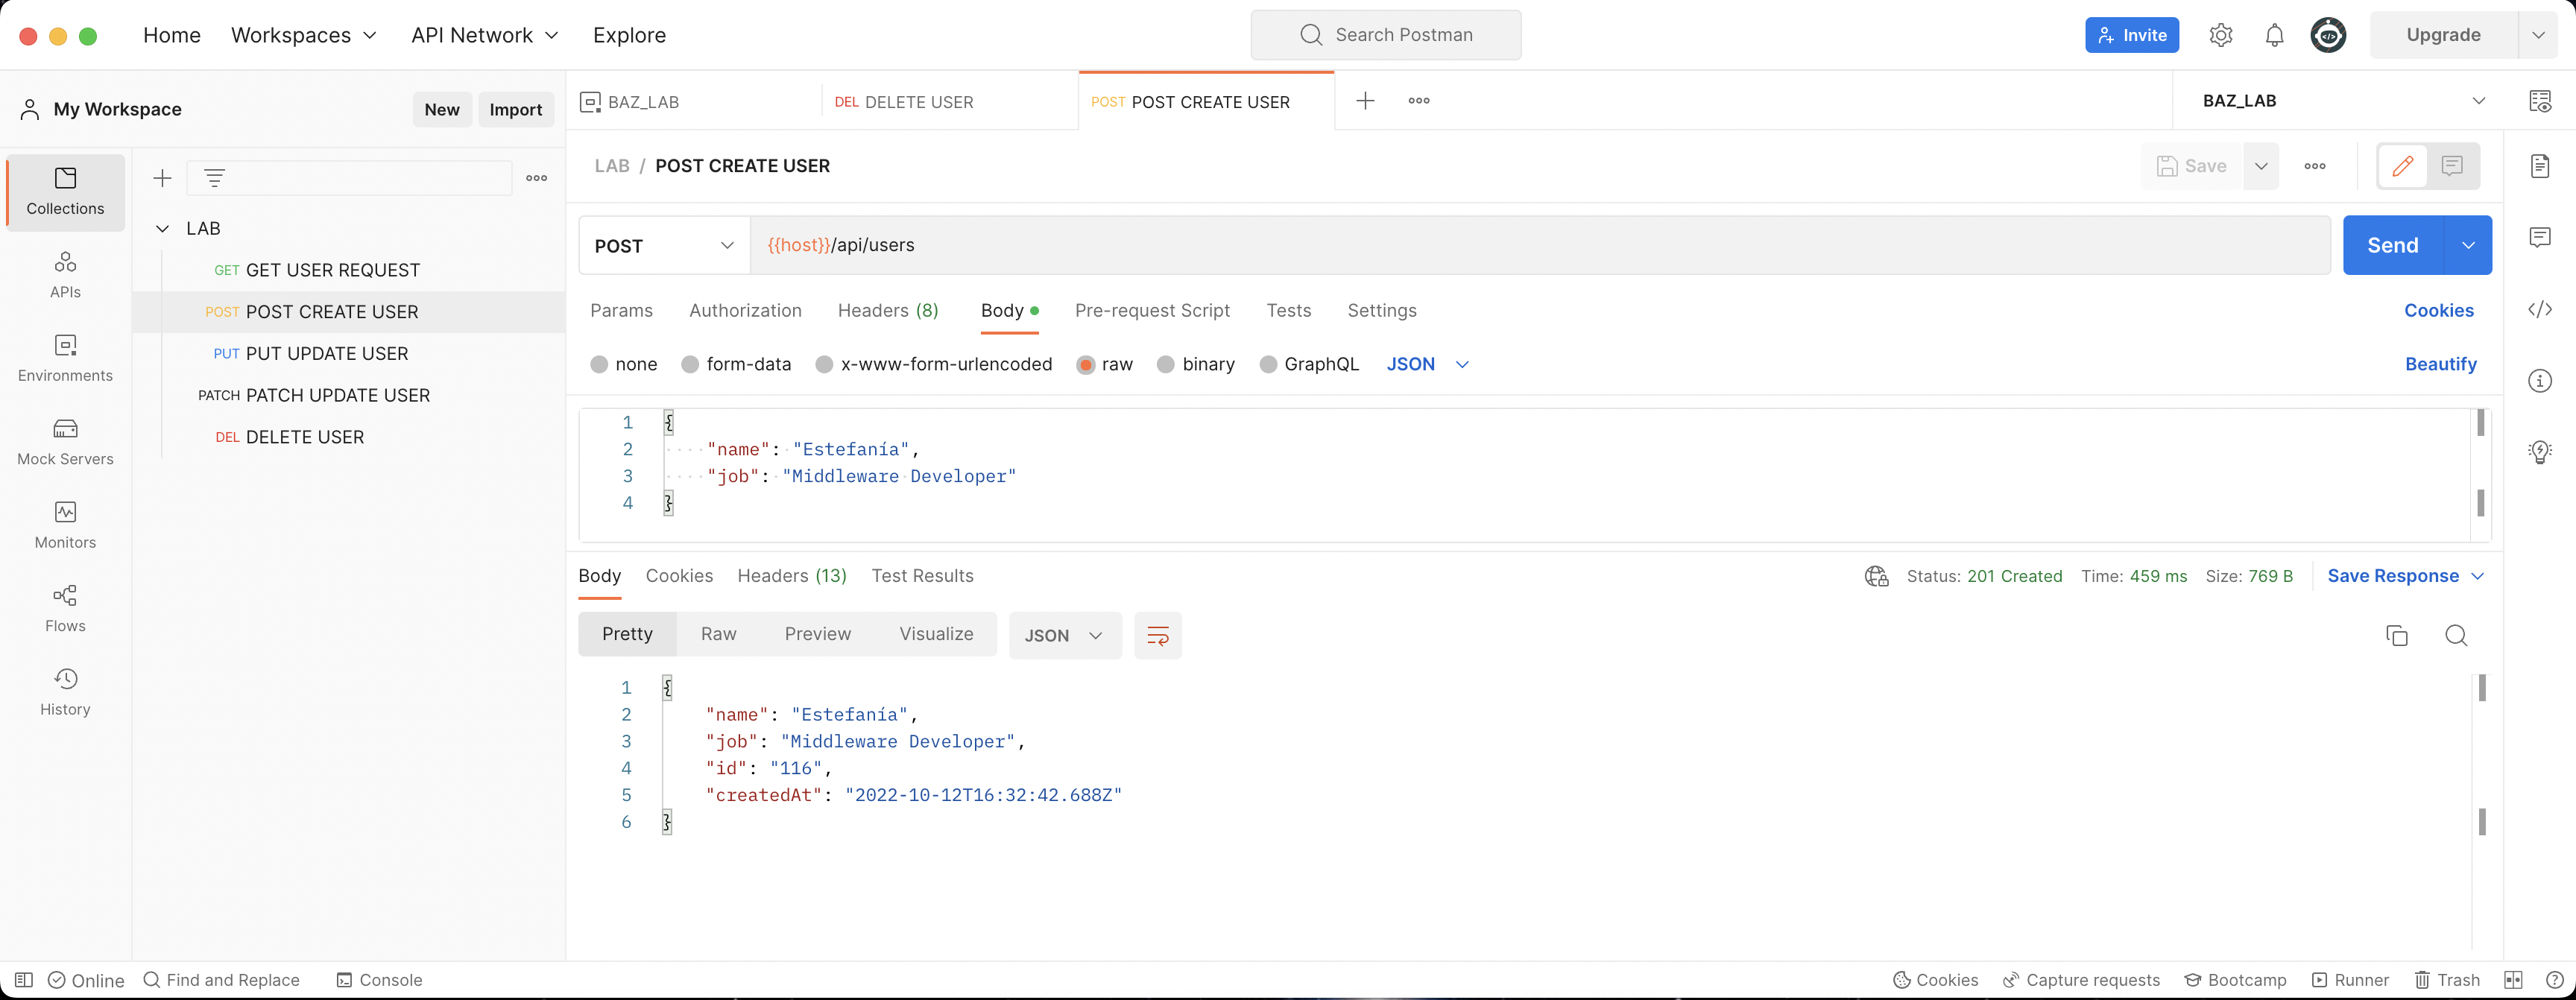 Home Workspaces API Network Explore Search Postman Invite Upgrade
My Workspace New Import
BAZ_LAB DEL DELETE USER POST POST CREATE USER BAZ_LAB
Collections
APIs
Environments
Mock Servers
Monitors
Flows
History
LAB
GET GET USER REQUEST
POST POST CREATE USER
PUT PUT UPDATE USER
PATCH PATCH UPDATE USER
DEL DELETE USER
LAB / POST CREATE USER Save
POST {{host}}/api/users Send
Params Authorization Headers (8) Body Pre-request Script Tests Settings Cookies
none form-data x-www-form-urlencoded raw binary GraphQL JSON Beautify
1 {
2 "name": "Estefanía",
3 "job": "Middleware Developer"
4 }
Body Cookies Headers (13) Test Results Status: 201 Created Time: 459 ms Size: 769 B Save Response
Pretty Raw Preview Visualize JSON
1 {
2 "name": "Estefanía",
3 "job": "Middleware Developer",
4 "id": "116",
5 "createdAt": "2022-10-12T16:32:42.688Z"
6 }
Online Find and Replace Console Cookies Capture requests Bootcamp Runner Trash